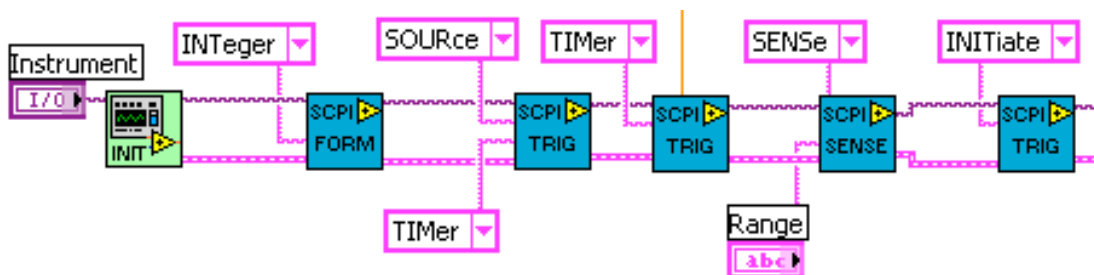 INTeger
SOURce
TIMer
SENSe
INITiate
Instrument
I/O
INIT
SCPI
FORM
SCPI
TRIG
SCPI
TRIG
SCPI
SENSE
SCPI
TRIG
TIMer
Range
abc